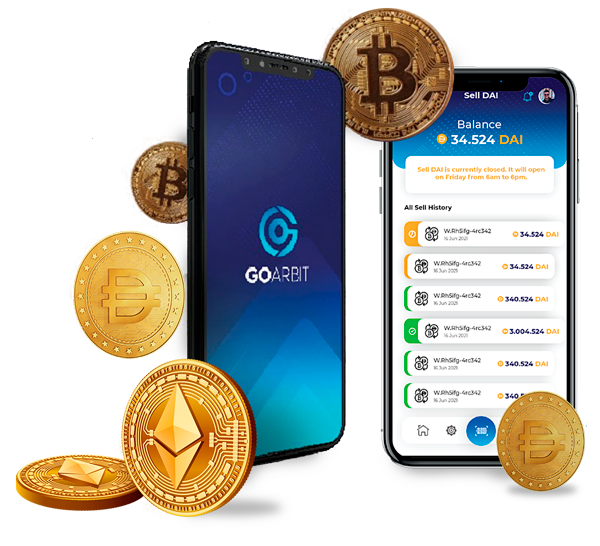 GOARBIT
Sell DAI
Balance
34.524 DAI
Sell DAI is currently closed. It will open
on Friday from 6am to 6pm.
All Sell History
W.Rh5ifg-4rc342
16 Jun 2021
34.524 DAI
W.Rh5ifg-4rc342
16 Jun 2021
34.524 DAI
W.Rh5ifg-4rc342
16 Jun 2021
340.524 DAI
W.Rh5ifg-4rc342
16 Jun 2021
3.004.524 DAI
W.Rh5ifg-4rc342
16 Jun 2021
340.524 DAI
W.Rh5ifg-4rc342
16 Jun 2021